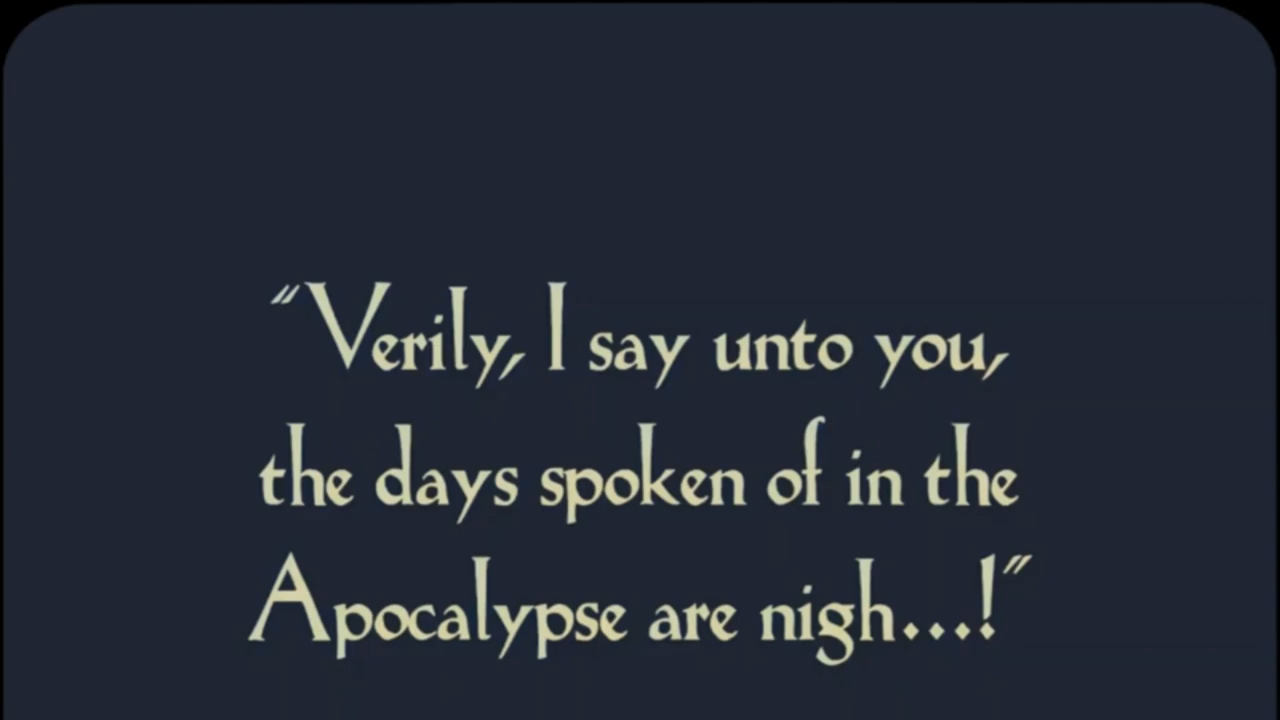 “Verily, I say unto you,
the days spoken of in the
Apocalypse are nigh...!”